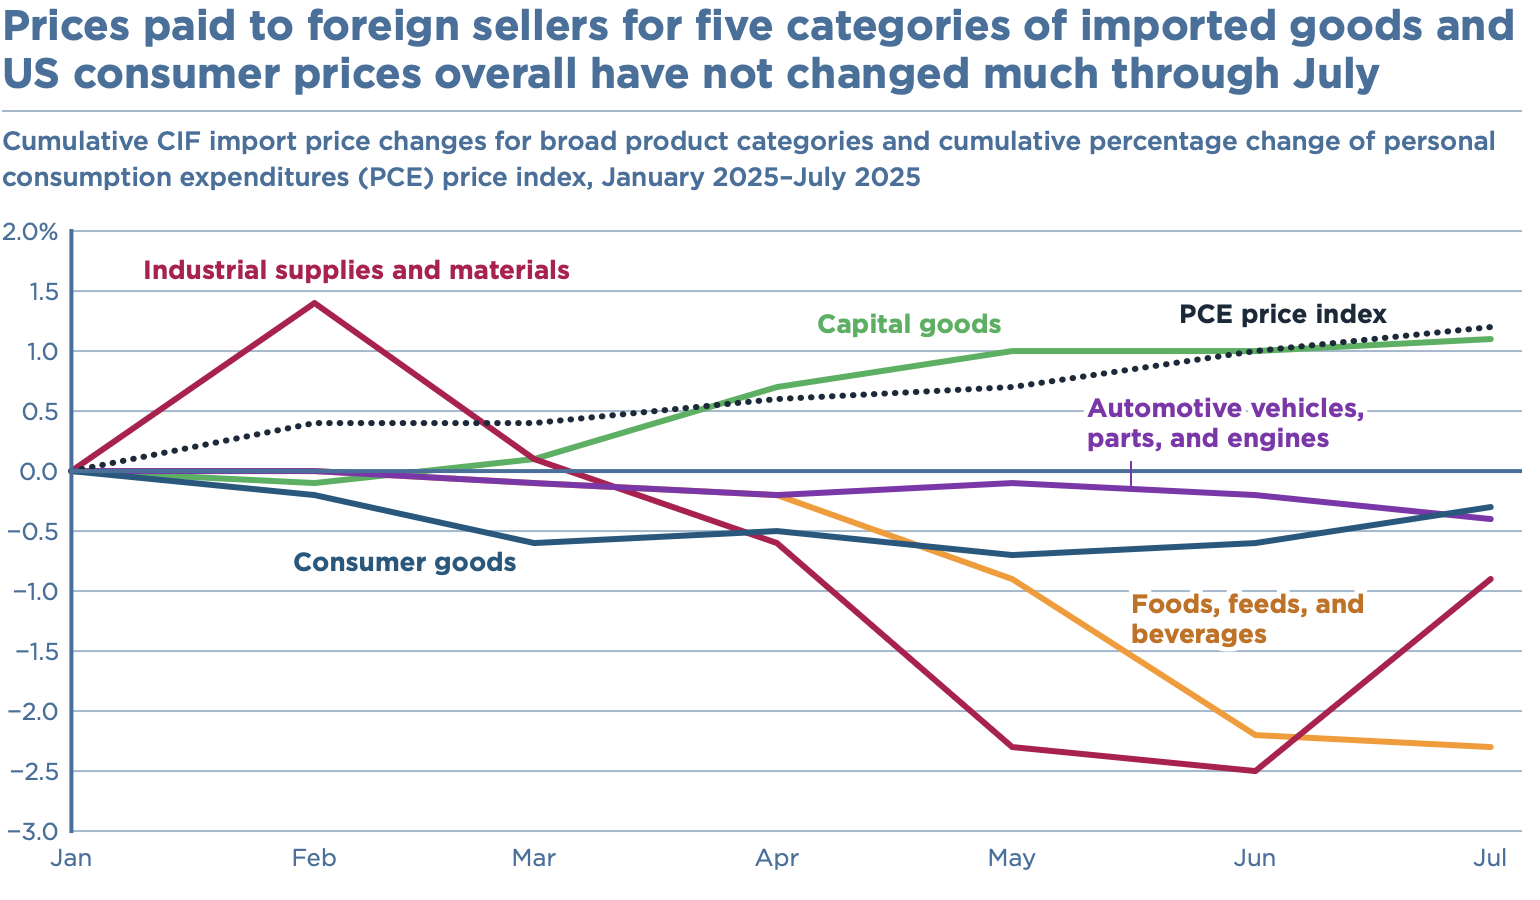 Prices paid to foreign sellers for five categories of imported goods and
US consumer prices overall have not changed much through July
Cumulative CIF import price changes for broad product categories and cumulative percentage change of personal
consumption expenditures (PCE) price index, January 2025–July 2025
2.0%
1.5
1.0
0.5
0.0
−0.5
−1.0
−1.5
−2.0
−2.5
−3.0
Industrial supplies and materials
Capital goods
PCE price index
Automotive vehicles,
parts, and engines
Consumer goods
Foods, feeds, and
beverages
Jan
Feb
Mar
Apr
May
Jun
Jul